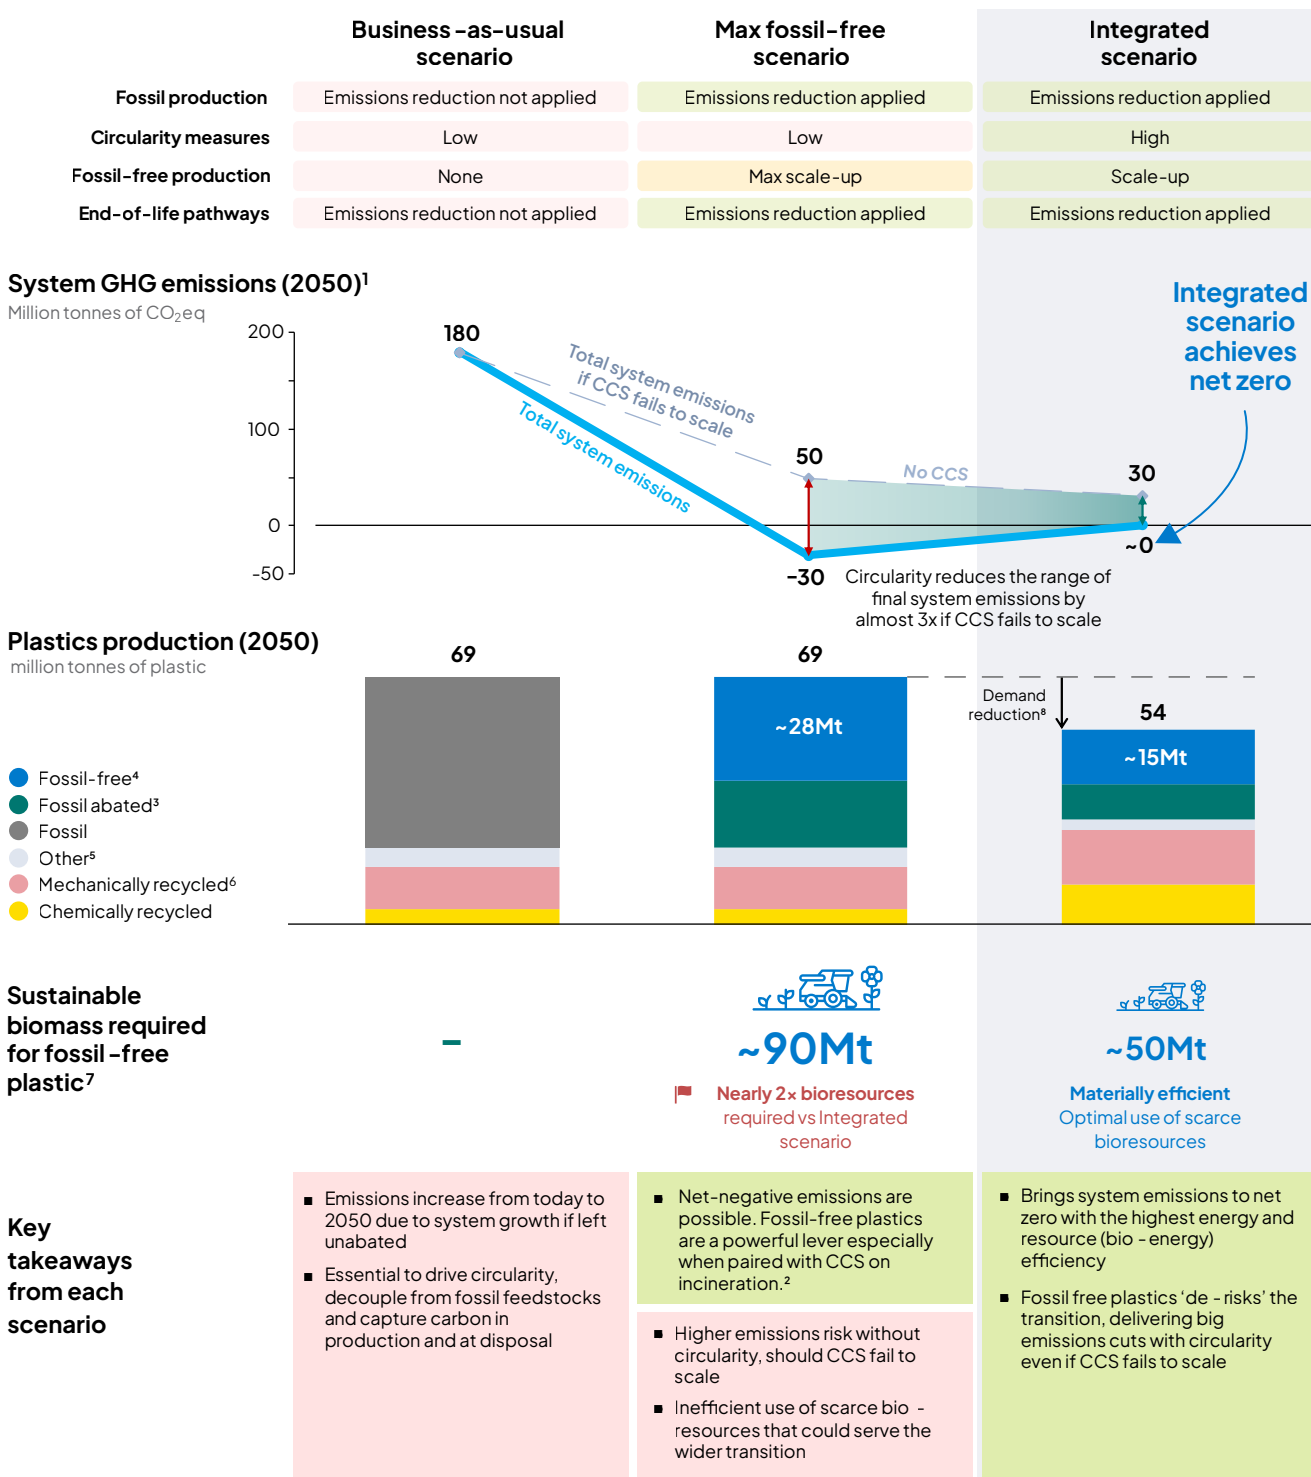 Business -as-usual
scenario
Max fossil-free
scenario
Integrated
scenario
Fossil production
Emissions reduction not applied
Emissions reduction applied
Emissions reduction applied
Circularity measures
Low
Low
High
Fossil-free production
None
Max scale-up
Scale-up
End-of-life pathways
Emissions reduction not applied
Emissions reduction applied
Emissions reduction applied
System GHG emissions (2050)¹
Million tonnes of CO₂eq
200
100
0
-50
180
Total system emissions
if CCS fails to scale
Total system emissions
50
-30
No CCS
30
~0
Integrated
scenario
achieves
net zero
Circularity reduces the range of
final system emissions by
almost 3x if CCS fails to scale
Plastics production (2050)
million tonnes of plastic
69
69
~28Mt
Demand
reduction⁸
54
~15Mt
Fossil-free⁴
Fossil abated³
Fossil
Other⁵
Mechanically recycled⁶
Chemically recycled
Sustainable
biomass required
for fossil -free
plastic⁷
-
~90Mt
Nearly 2x bioresources
required vs Integrated
scenario
~50Mt
Materially efficient
Optimal use of scarce
bioresources
Key
takeaways
from each
scenario
▪ Emissions increase from today to
2050 due to system growth if left
unabated
▪ Essential to drive circularity,
decouple from fossil feedstocks
and capture carbon in
production and at disposal
▪ Net-negative emissions are
possible. Fossil-free plastics
are a powerful lever especially
when paired with CCS on
incineration.²
▪ Higher emissions risk without
circularity, should CCS fail to
scale
▪ Inefficient use of scarce bio -
resources that could serve the
wider transition
▪ Brings system emissions to net
zero with the highest energy and
resource (bio - energy)
efficiency
▪ Fossil free plastics ‘de - risks’ the
transition, delivering big
emissions cuts with circularity
even if CCS fails to scale